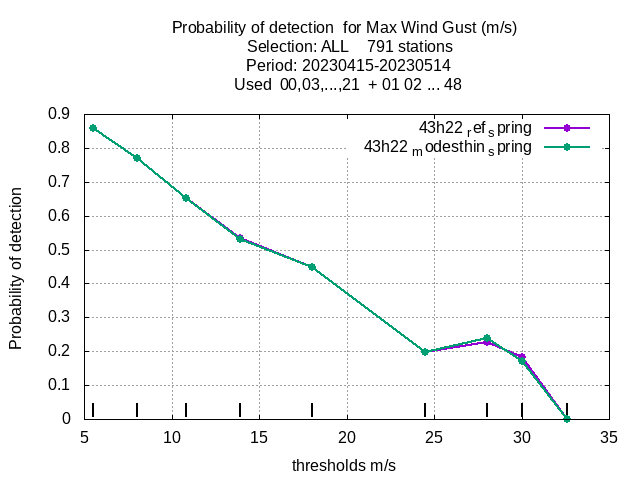 Probability of detection  for Max Wind Gust (m/s)
Selection: ALL    791 stations
Period: 20230415-20230514
Used  00,03,...,21  + 01 02 ... 48
43h22 ref spring
43h22 modesthin spring
Probability of detection
0.9
0.8
0.7
0.6
0.5
0.4
0.3
0.2
0.1
0
5 10 15 20 25 30 35
thresholds m/s